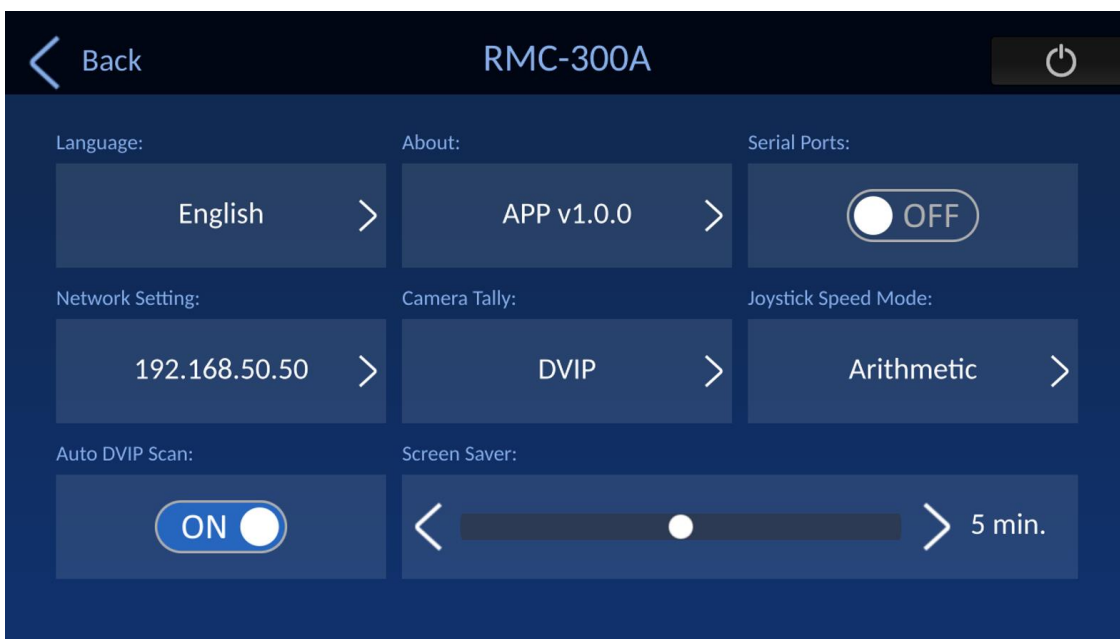 Back
RMC-300A
Language:
About:
Serial Ports:
English
APP v1.0.0
OFF
Network Setting:
Camera Tally:
Joystick Speed Mode:
192.168.50.50
DVIP
Arithmetic
Auto DVIP Scan:
Screen Saver:
ON
5 min.